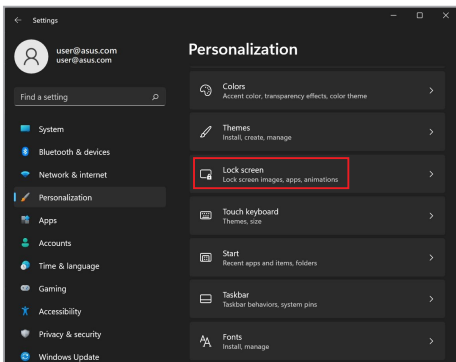 Settings
user@asus.com
user@asus.com
Find a setting
System
Bluetooth & devices
Network & internet
Personalization
Apps
Accounts
Time & language
Gaming
Accessibility
Privacy & security
Windows Update
Personalization
Colors
Accent color, transparency effects, color theme
Themes
Install, create, manage
Lock screen
Lock screen images, apps, animations
Touch keyboard
Themes, size
Start
Recent apps and items, folders
Taskbar
Taskbar behaviors, system pins
Fonts
Install, manage